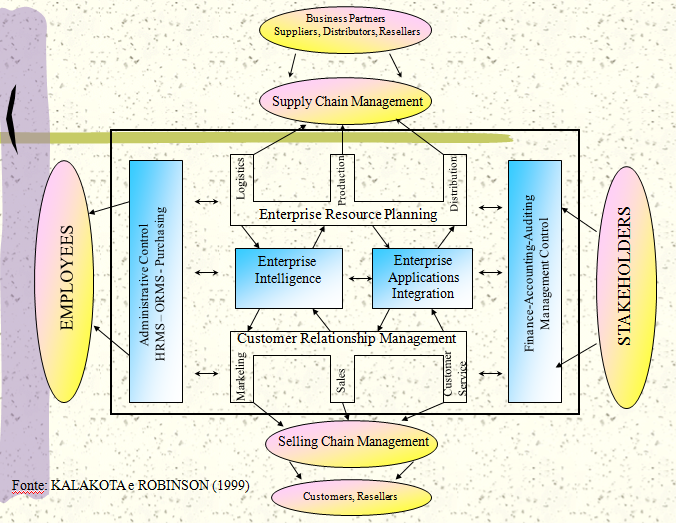 Business Partners
Suppliers, Distributors, Resellers
Supply Chain Management
Logistics
Production
Distribution
Enterprise Resource Planning
EMPLOYEES
Administrative Control
HRMS – ORMS - Purchasing
Enterprise
Intelligence
Enterprise
Applications
Integration
Finance-Accounting-Auditing
Management Control
STAKEHOLDERS
Customer Relationship Management
Marketing
Sales
Customer
Service
Selling Chain Management
Fonte: KALAKOTA e ROBINSON (1999)
Customers, Resellers